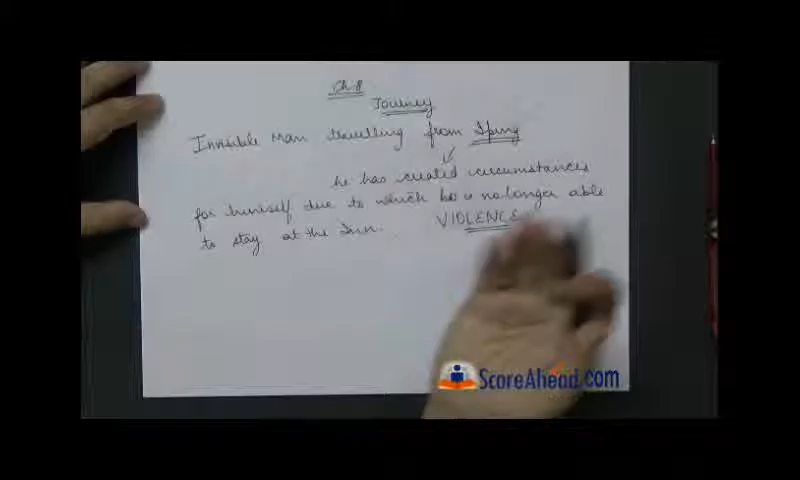 Ch-8
Journey
Invisible Man travelling from Iping
he has created circumstances
for himself due to which he is no longer able
to stay at the Inn.
VIOLENCE
ScoreAhead.com